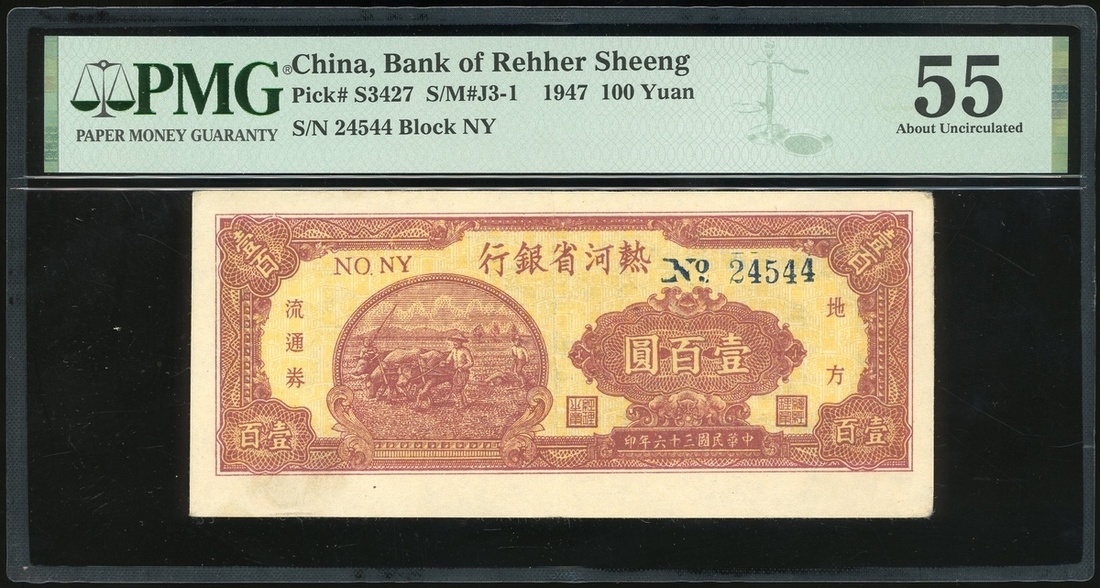 PMG®
PAPER MONEY GUARANTY
China, Bank of Rehher Sheeng
Pick# S3427 S/M#J3-1 1947 100 Yuan
S/N 24544 Block NY
55
About Uncirculated
壹百
壹百
行銀省河熱
NO. NY
No 24544
流通券
地方
圓百壹
印年六十三國民華中
百壹
百壹